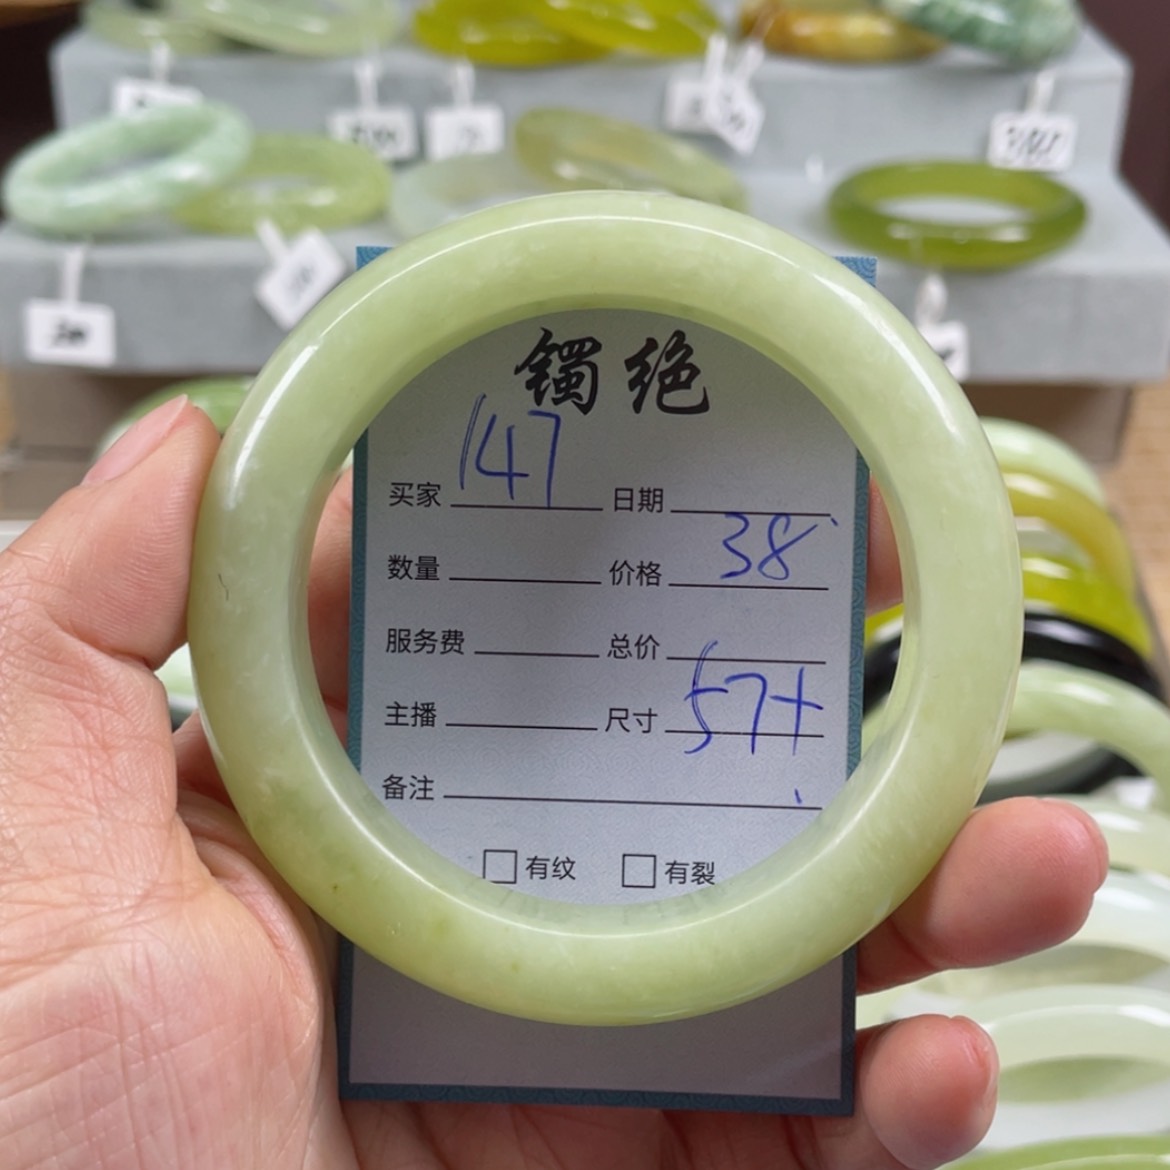 镯绝
147
买家 日期
38
数量 价格
服务费 总价
57+
主播 尺寸
备注
有纹 有裂